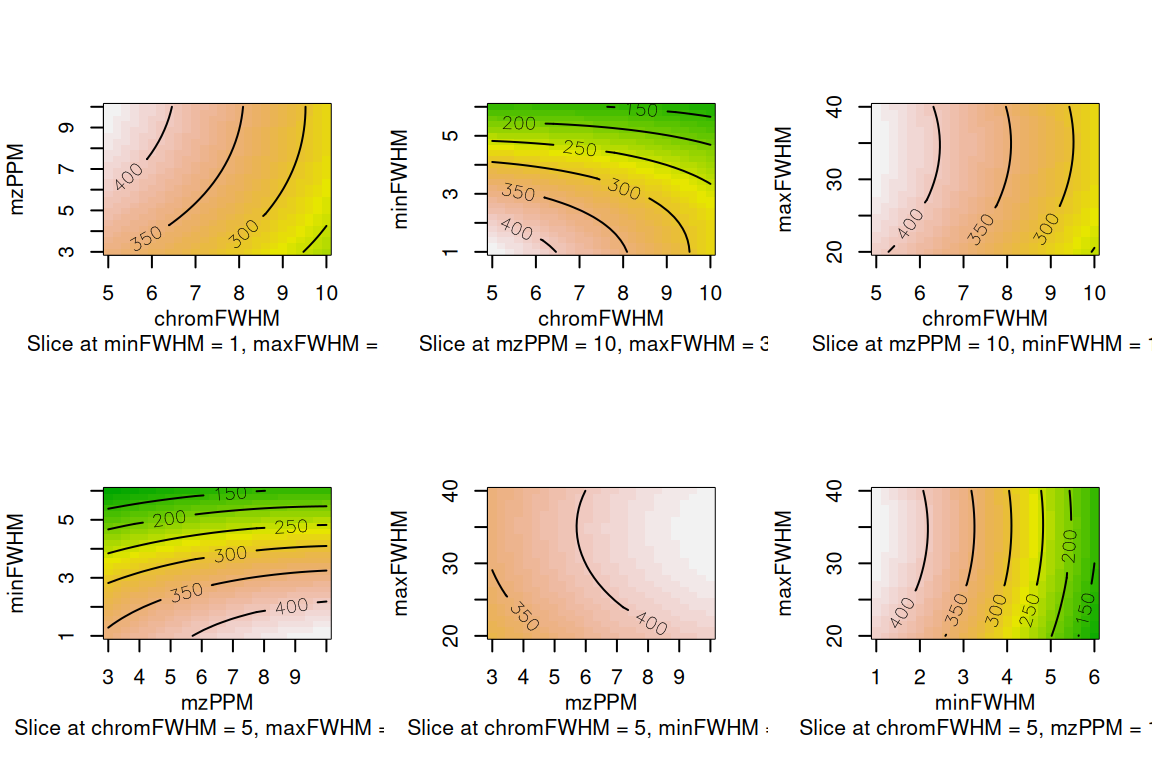 mzPPM
9
7
5
3
400
350
300
5 6 7 8 9 10
chromFWHM
Slice at minFWHM = 1, maxFWHM =
minFWHM
5
3
1
150
200
250
300
350
400
5 6 7 8 9 10
chromFWHM
Slice at mzPPM = 10, maxFWHM = 3
maxFWHM
40
30
20
400
350
300
5 6 7 8 9 10
chromFWHM
Slice at mzPPM = 10, minFWHM = 1
minFWHM
5
3
1
150
200
250
300
350
400
3 4 5 6 7 8 9
mzPPM
Slice at chromFWHM = 5, maxFWHM =
maxFWHM
40
30
20
350
400
3 4 5 6 7 8 9
mzPPM
Slice at chromFWHM = 5, minFWHM =
maxFWHM
40
30
20
400
350
300
250
200
150
1 2 3 4 5 6
minFWHM
Slice at chromFWHM = 5, mzPPM = 1